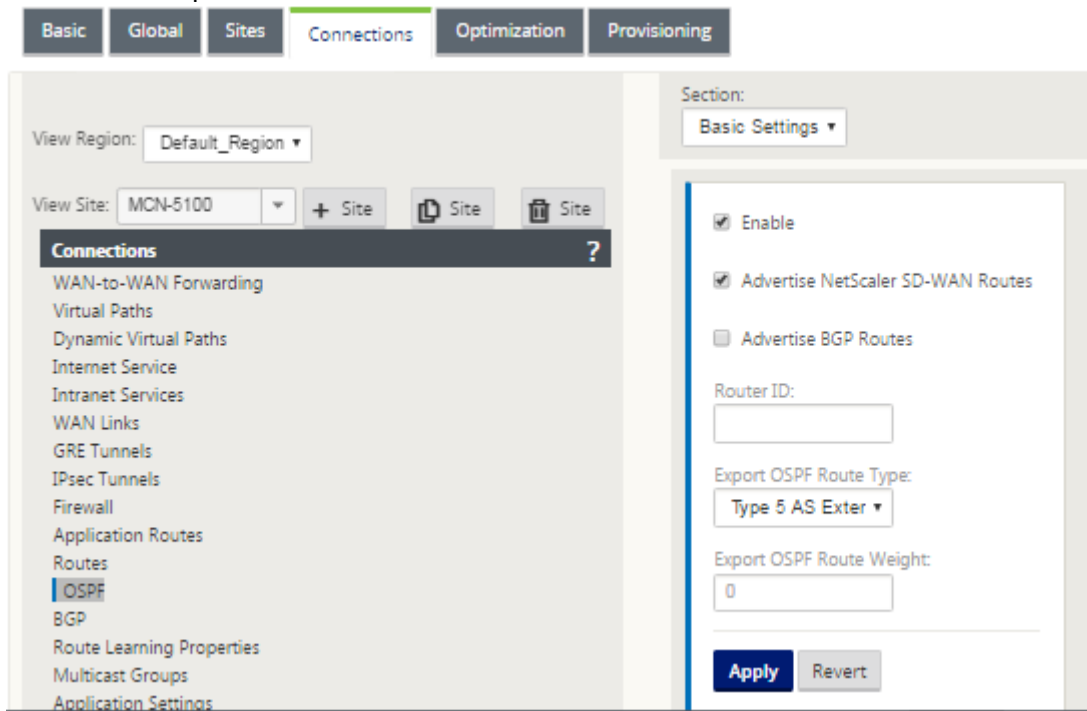 Basic Global Sites Connections Optimization Provisioning
Section:
Basic Settings
View Region: Default_Region
View Site: MCN-5100 + Site Site Site
Connections ?
WAN-to-WAN Forwarding
Virtual Paths
Dynamic Virtual Paths
Internet Service
Intranet Services
WAN Links
GRE Tunnels
IPsec Tunnels
Firewall
Application Routes
Routes
OSPF
BGP
Route Learning Properties
Multicast Groups
Application Settings
Enable
Advertise NetScaler SD-WAN Routes
Advertise BGP Routes
Router ID:
Export OSPF Route Type:
Type 5 AS Exter
Export OSPF Route Weight:
0
Apply Revert